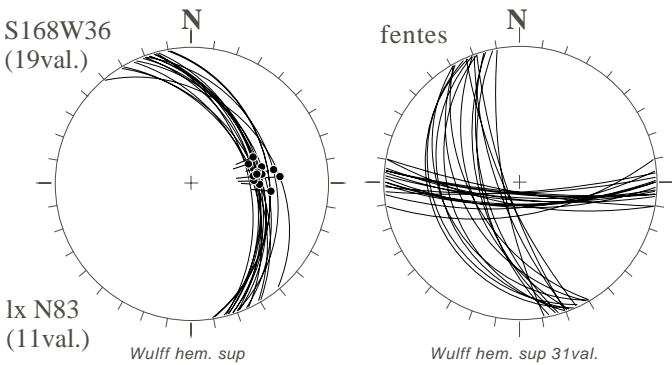 S168W36
(19val.)
N
lx N83
(11val.)
Wulff hem. sup
fentes
N
Wulff hem. sup 31val.